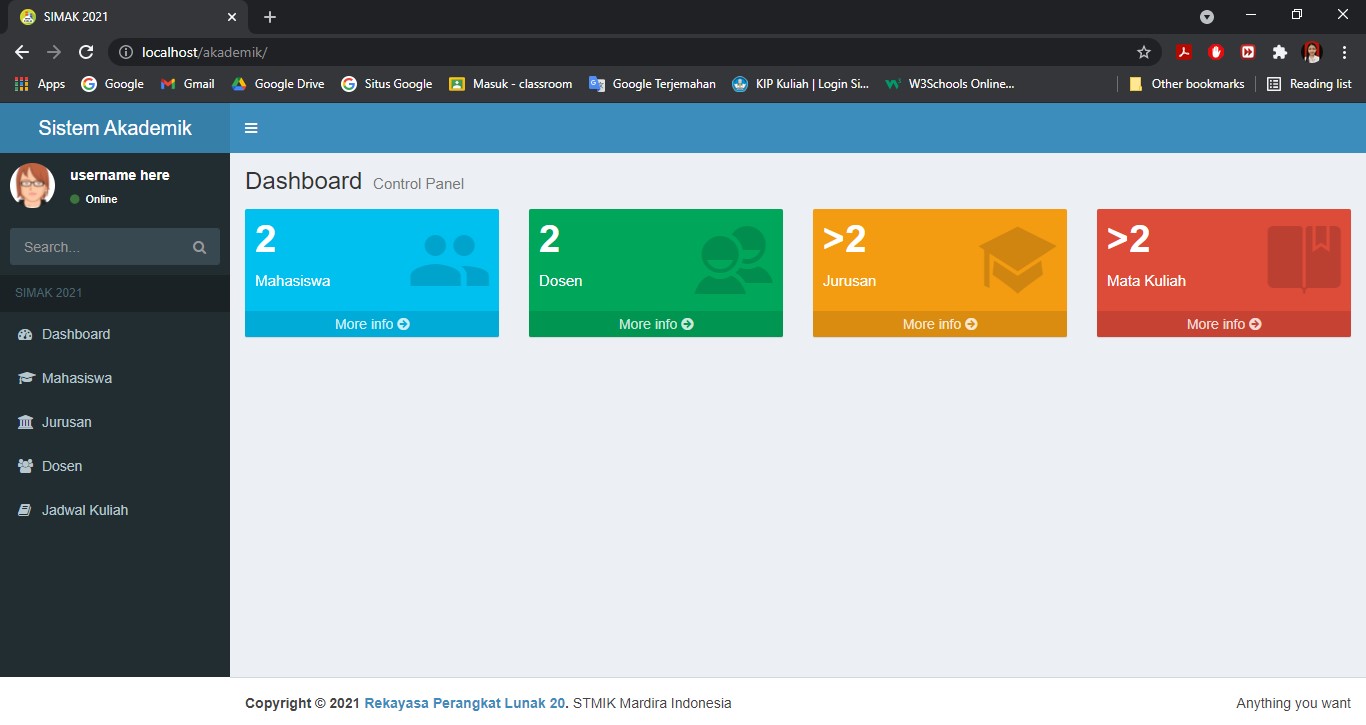 SIMAK 2021
localhost/akademik/
Apps Google Gmail Google Drive Situs Google Masuk - classroom Google Terjemahan KIP Kuliah | Login Si... W3Schools Online... Other bookmarks Reading list
Sistem Akademik
username here
Online
Search...
SIMAK 2021
Dashboard
Mahasiswa
Jurusan
Dosen
Jadwal Kuliah
Dashboard Control Panel
2
Mahasiswa
More info
2
Dosen
More info
>2
Jurusan
More info
>2
Mata Kuliah
More info
Copyright © 2021 Rekayasa Perangkat Lunak 20. STMIK Mardira Indonesia
Anything you want